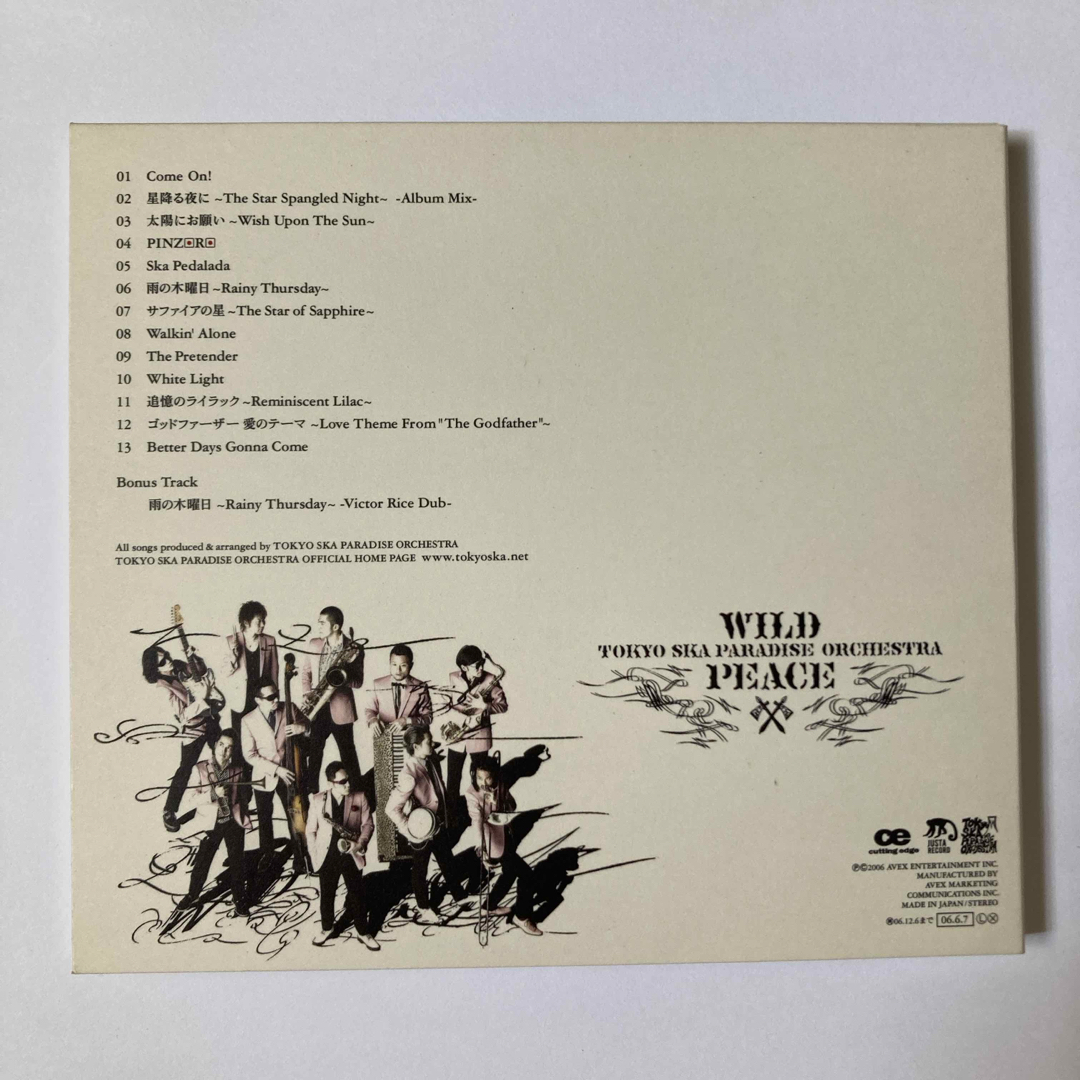 01 Come On!
02 星降る夜に ~The Star Spangled Night~ -Album Mix-
03 太陽にお願い ~Wish Upon The Sun~
04 PINZ⚀R⚀
05 Ska Pedalada
06 雨の木曜日 ~Rainy Thursday~
07 サファイアの星 ~The Star of Sapphire~
08 Walkin' Alone
09 The Pretender
10 White Light
11 追憶のライラック ~Reminiscent Lilac~
12 ゴッドファーザー 愛のテーマ ~Love Theme From "The Godfather"~
13 Better Days Gonna Come
Bonus Track
雨の木曜日 ~Rainy Thursday~ -Victor Rice Dub-
All songs produced & arranged by TOKYO SKA PARADISE ORCHESTRA
TOKYO SKA PARADISE ORCHESTRA OFFICIAL HOME PAGE www.tokyoska.net
WILD
TOKYO SKA PARADISE ORCHESTRA
PEACE
ce
cutting edge
JUSTA
RECORD
TOKYO
SKA
PARADISE
ORCHESTRA
Ⓟ©2006 AVEX ENTERTAINMENT INC.
MANUFACTURED BY
AVEX MARKETING
COMMUNICATIONS INC.
MADE IN JAPAN/STEREO
06.12.6まで 06.6.7 Ⓛⓧ